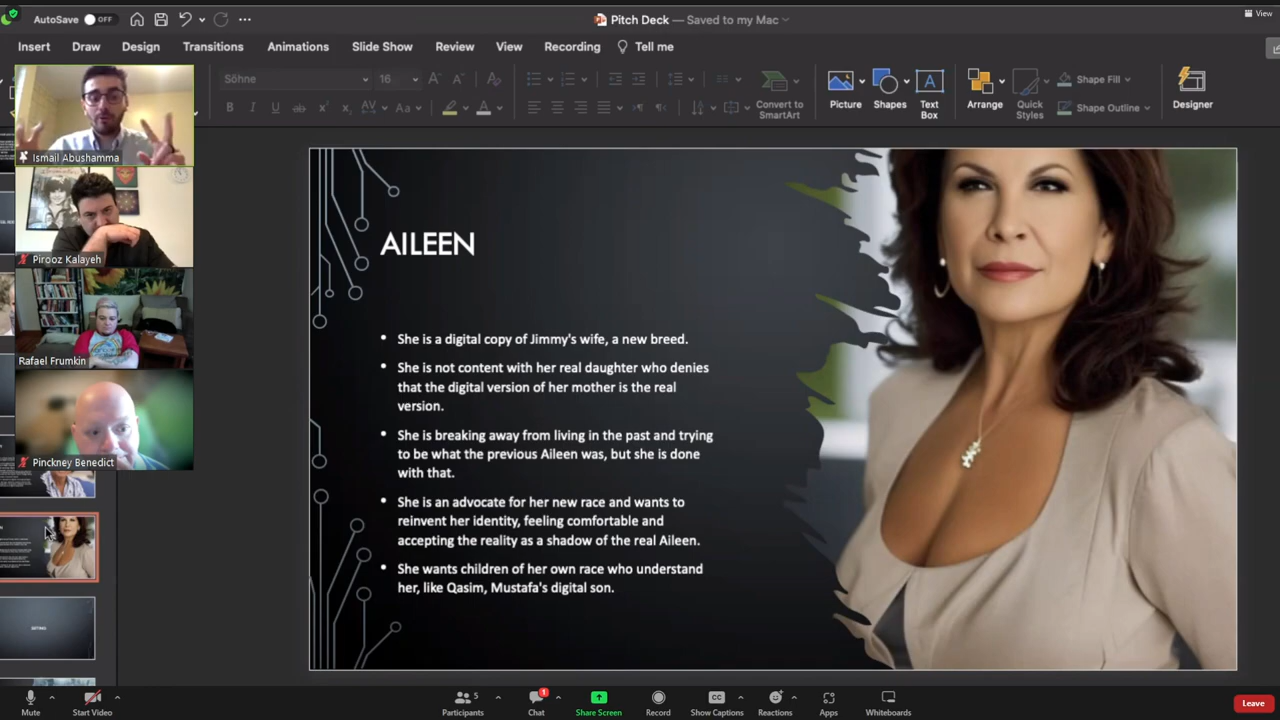 View
AutoSave OFF
Pitch Deck — Saved to my Mac
Insert Draw Design Transitions Animations Slide Show Review View Recording Tell me
Söhne 16
Convert to SmartArt
Picture
Shapes
Text Box
Arrange
Quick Styles
Shape Fill
Shape Outline
Designer
Ismail Abushamma
Pirooz Kalayeh
Rafael Frumkin
Pinckney Benedict
AILEEN
• She is a digital copy of Jimmy's wife, a new breed.
• She is not content with her real daughter who denies
that the digital version of her mother is the real
version.
• She is breaking away from living in the past and trying
to be what the previous Aileen was, but she is done
with that.
• She is an advocate for her new race and wants to
reinvent her identity, feeling comfortable and
accepting the reality as a shadow of the real Aileen.
• She wants children of her own race who understand
her, like Qasim, Mustafa's digital son.
Mute
Start Video
Participants 5
Chat 1
Share Screen
Record
Show Captions
Reactions
Apps
Whiteboards
Leave